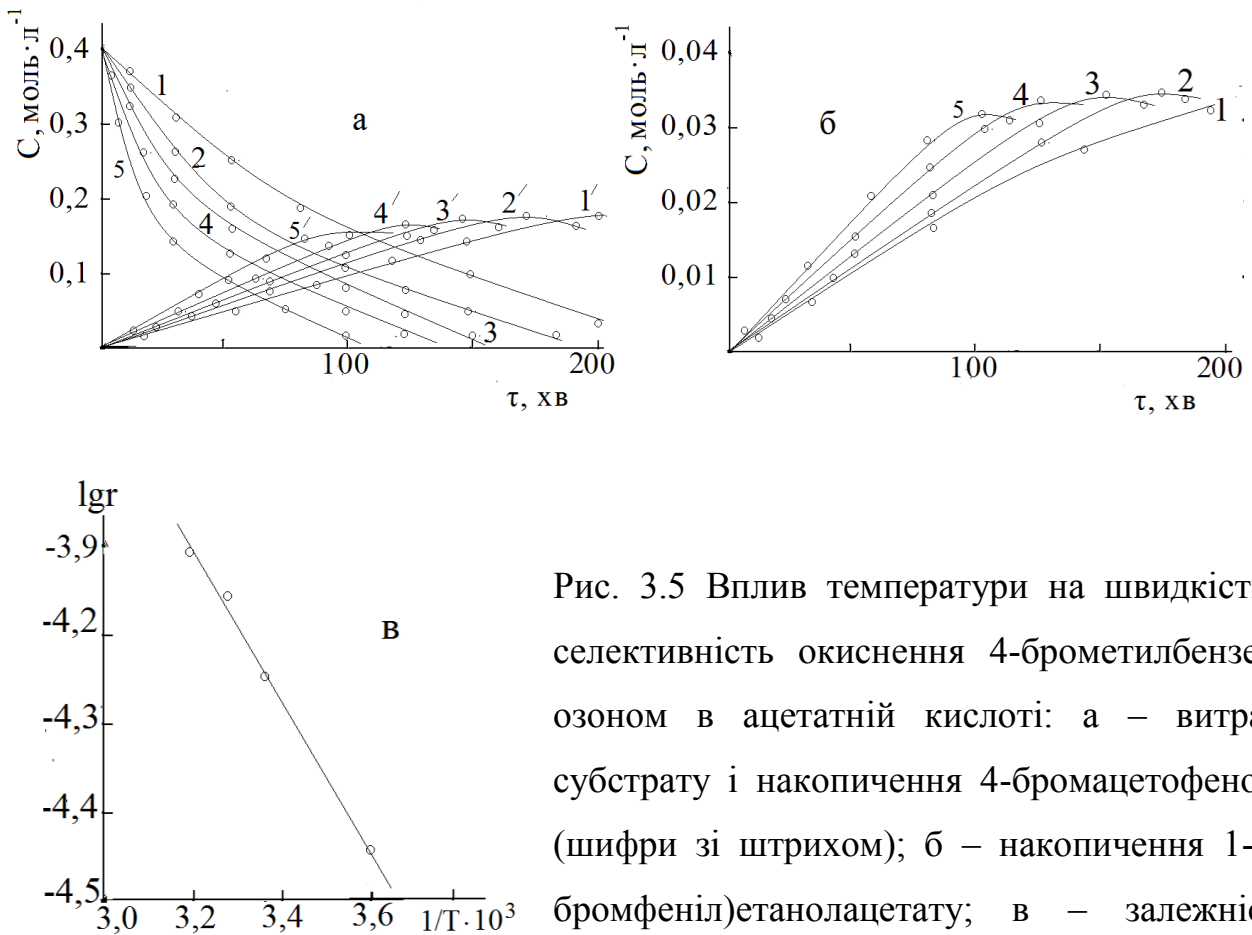 C, моль·л⁻¹
0,4
0,3
0,2
0,1
а
1
2
3
4
5
5′
4′
3′
2′
1′
100
200
τ, хв
C, моль·л⁻¹
0,04
0,03
0,02
0,01
б
5
4
3
2
1
100
200
τ, хв
lgr
-3,9
-4,2
-4,3
-4,4
-4,5
в
3,0 3,2 3,4 3,6 1/T·10³
Рис. 3.5 Вплив температури на швидкість
селективність окиснення 4-брометилбензе
озоном в ацетатній кислоті: а – витра
субстрату і накопичення 4-бромацетофено
(шифри зі штрихом); б – накопичення 1-
бромфеніл)етанолацетату; в – залежніс